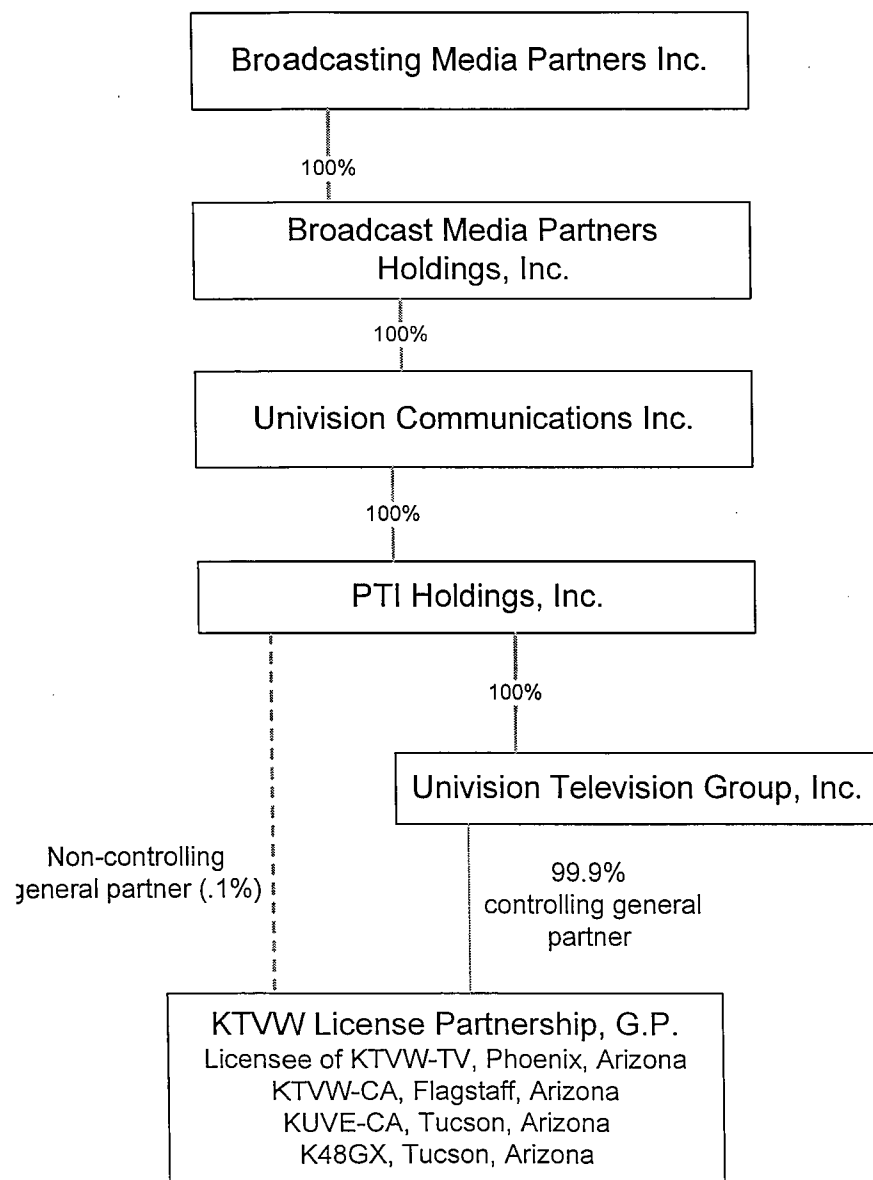 Broadcasting Media Partners Inc.
100%
Broadcast Media Partners
Holdings, Inc.
100%
Univision Communications Inc.
100%
PTI Holdings, Inc.
100%
Univision Television Group, Inc.
Non-controlling
general partner (.1%)
99.9%
controlling general
partner
KTVW License Partnership, G.P.
Licensee of KTVW-TV, Phoenix, Arizona
KTVW-CA, Flagstaff, Arizona
KUVE-CA, Tucson, Arizona
K48GX, Tucson, Arizona